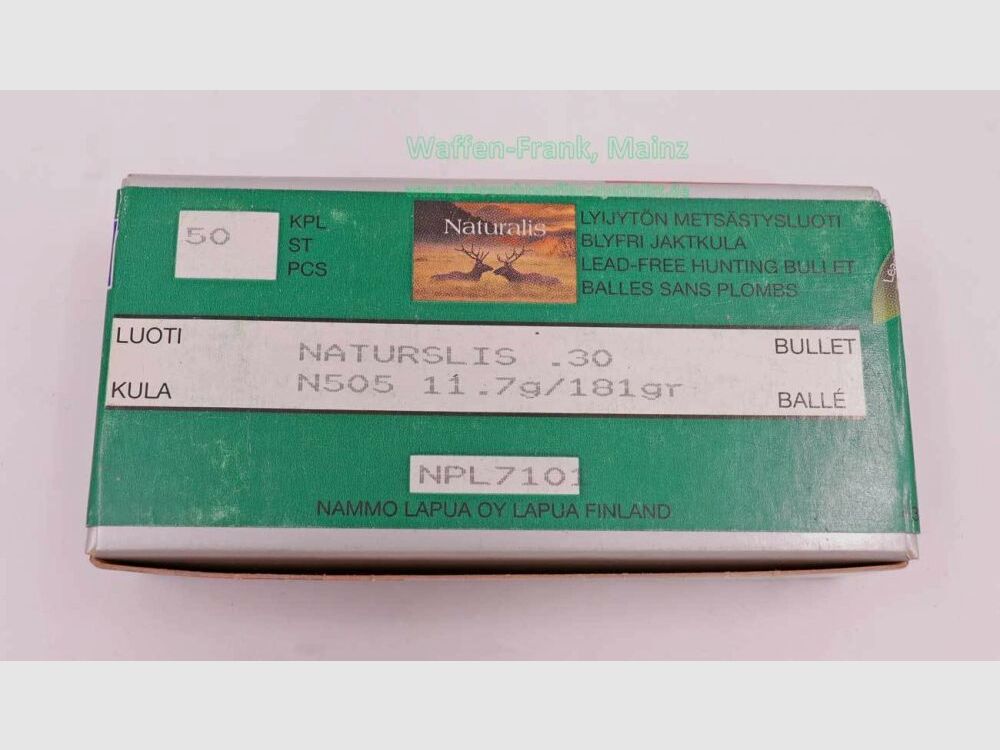 Waffen-Frank, Mainz
50
KPL
ST
PCS
Naturalis
LYIJYTÖN METSÄSTYSLUOTI
BLYFRI JAKTKULA
LEAD-FREE HUNTING BULLET
BALLES SANS PLOMBS
LUOTI
KULA
NATURSLIS .30
N505 11.7g/181gr
BULLET
BALLÉ
NPL7101
NAMMO LAPUA OY LAPUA FINLAND